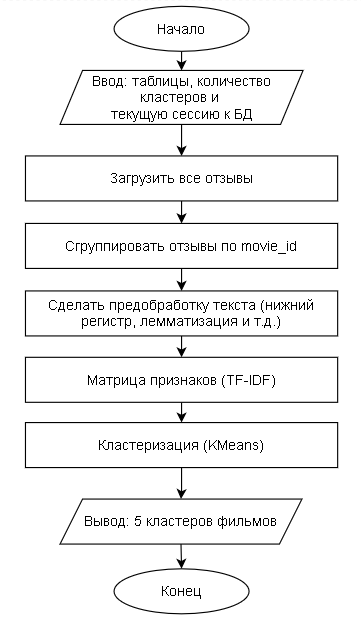 Начало
Ввод: таблицы, количество
кластеров и
текущую сессию к БД
Загрузить все отзывы
Сгруппировать отзывы по movie_id
Сделать предобработку текста (нижний
регистр, лемматизация и т.д.)
Матрица признаков (TF-IDF)
Кластеризация (KMeans)
Вывод: 5 кластеров фильмов
Конец